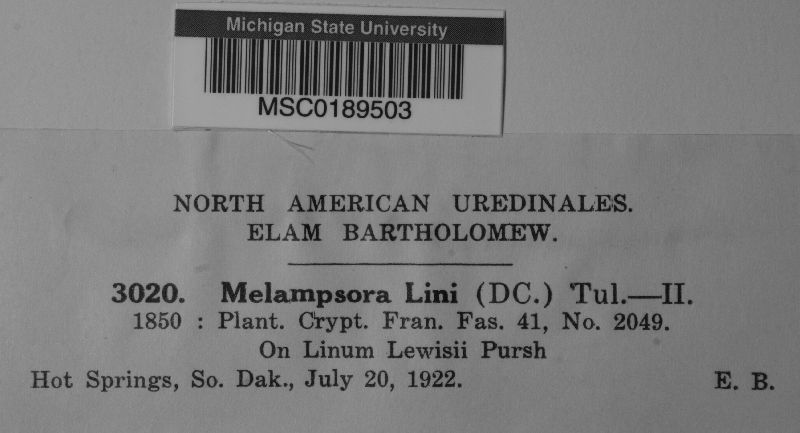 Michigan State University
MSC0189503
NORTH AMERICAN UREDINALES.
ELAM BARTHOLOMEW.
3020. Melampsora Lini (DC.) Tul.—II.
1850 : Plant. Crypt. Fran. Fas. 41, No. 2049.
On Linum Lewisii Pursh
Hot Springs, So. Dak., July 20, 1922. E. B.